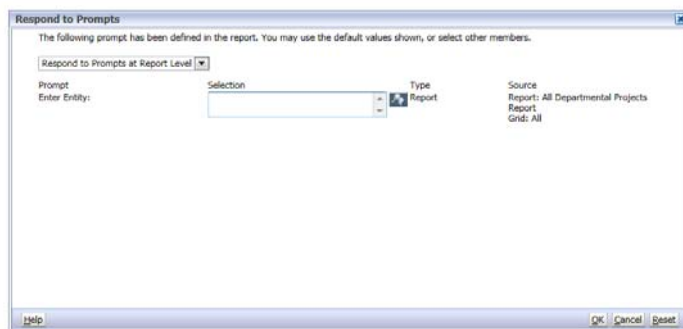 Respond to Prompts
The following prompt has been defined in the report. You may use the default values shown, or select other members.
Respond to Prompts at Report Level
Prompt Selection Type Source
Enter Entity: Report Report: All Departmental Projects
Report
Grid: All
Help OK Cancel Reset